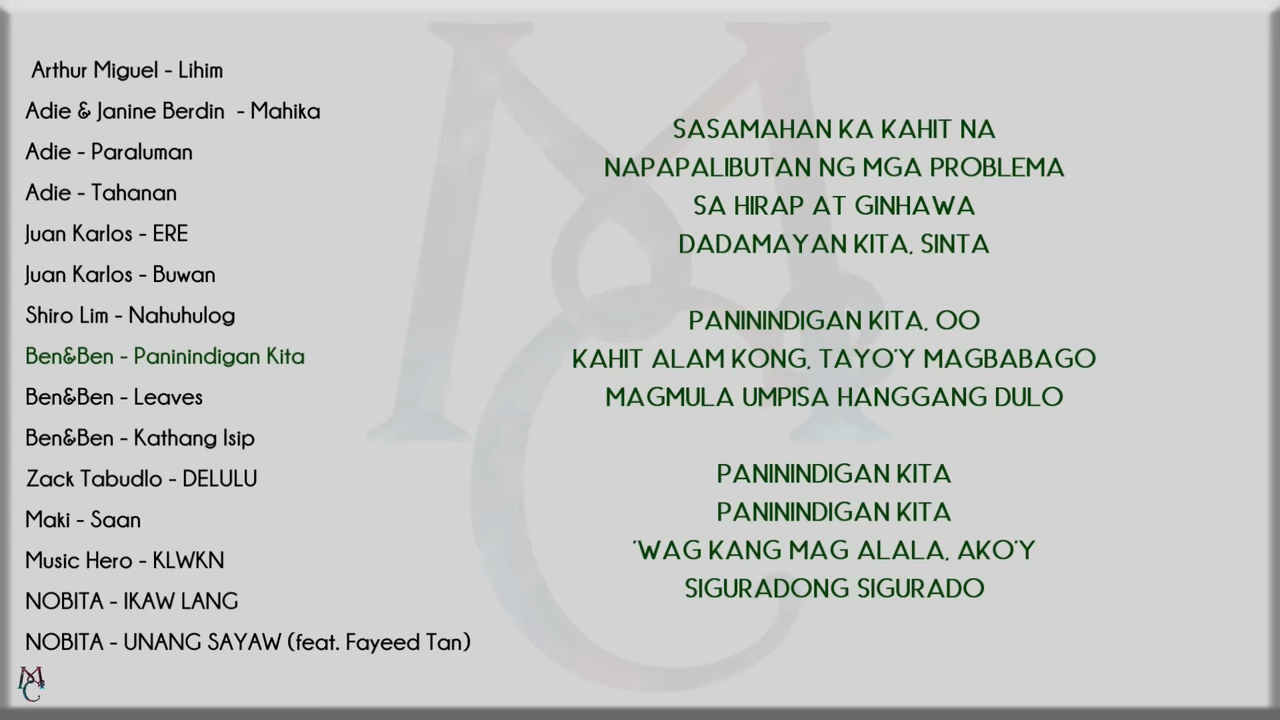 Arthur Miguel - Lihim
Adie & Janine Berdin - Mahika
Adie - Paraluman
Adie - Tahanan
Juan Karlos - ERE
Juan Karlos - Buwan
Shiro Lim - Nahuhulog
Ben&Ben - Paninindigan Kita
Ben&Ben - Leaves
Ben&Ben - Kathang Isip
Zack Tabudlo - DELULU
Maki - Saan
Music Hero - KLWKN
NOBITA - IKAW LANG
NOBITA - UNANG SAYAW (feat. Fayeed Tan)
SASAMAHAN KA KAHIT NA
NAPAPALIBUTAN NG MGA PROBLEMA
SA HIRAP AT GINHAWA
DADAMAYAN KITA, SINTA
PANININDIGAN KITA, OO
KAHIT ALAM KONG, TAYO'Y MAGBABAGO
MAGMULA UMPISA HANGGANG DULO
PANININDIGAN KITA
PANININDIGAN KITA
'WAG KANG MAG ALALA, AKO'Y
SIGURADONG SIGURADO
MC